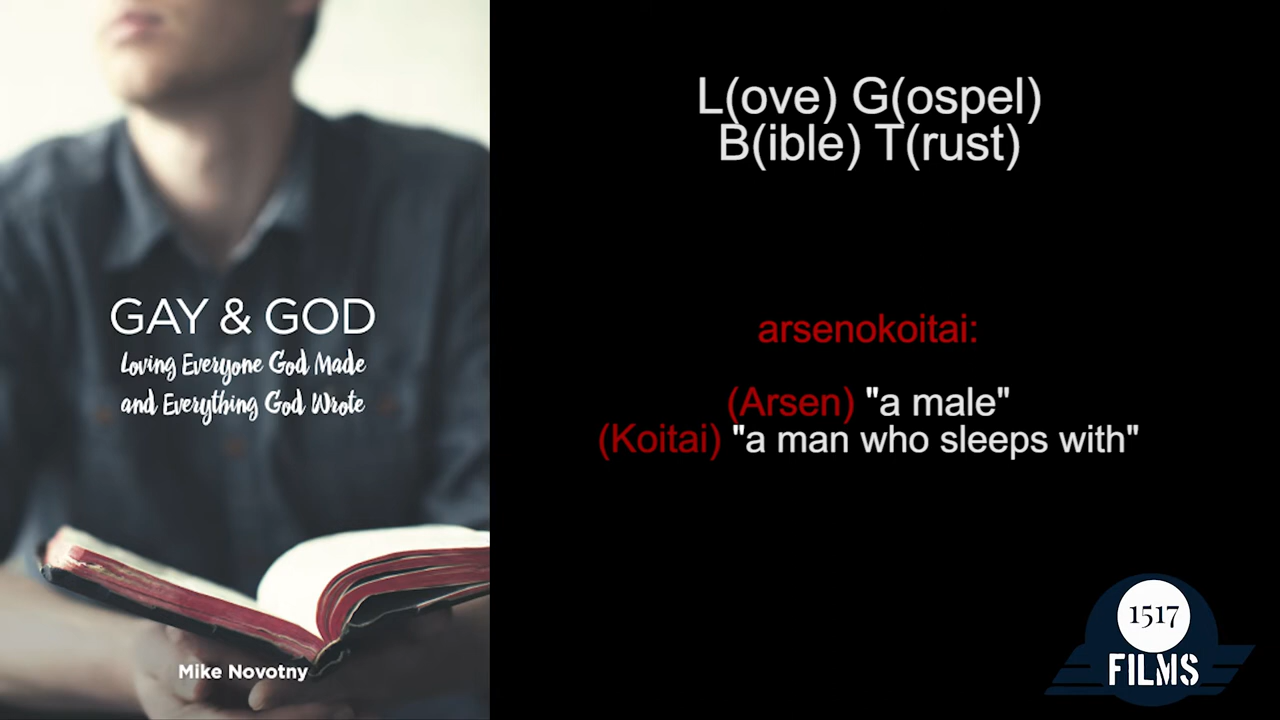 GAY & GOD
Loving Everyone God Made
and Everything God Wrote
Mike Novotny
L(ove) G(ospel)
B(ible) T(rust)
arsenokoitai:
(Arsen) "a male"
(Koitai) "a man who sleeps with"
1517
FILMS